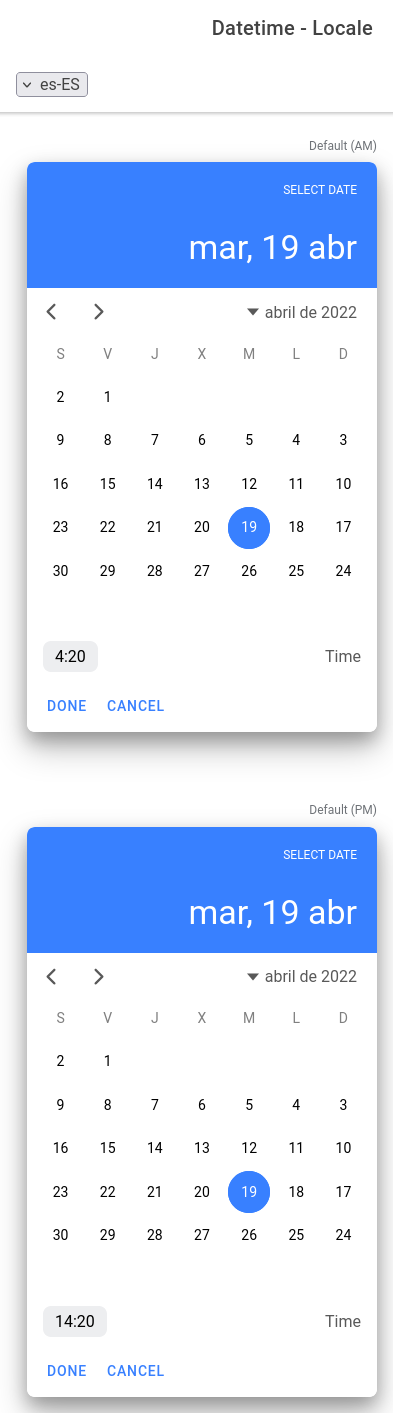 Datetime - Locale
es-ES
Default (AM)
SELECT DATE
mar, 19 abr
abril de 2022
S V J X M L D
2 1
9 8 7 6 5 4 3
16 15 14 13 12 11 10
23 22 21 20 19 18 17
30 29 28 27 26 25 24
4:20 Time
DONE CANCEL
Default (PM)
SELECT DATE
mar, 19 abr
abril de 2022
S V J X M L D
2 1
9 8 7 6 5 4 3
16 15 14 13 12 11 10
23 22 21 20 19 18 17
30 29 28 27 26 25 24
14:20 Time
DONE CANCEL